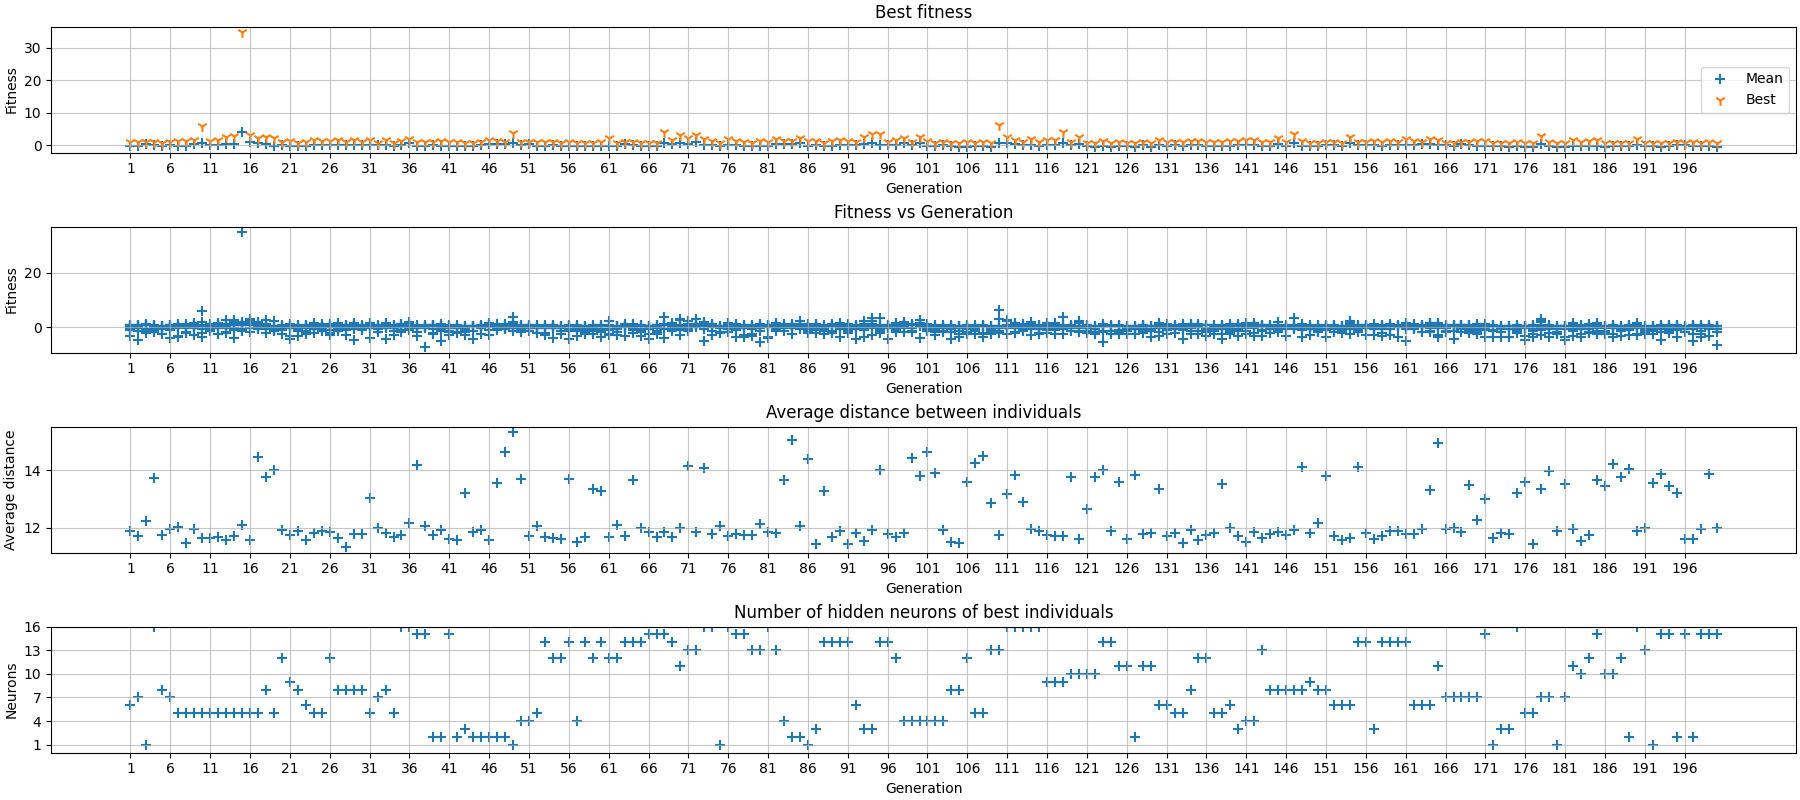 Best fitness
30
20
10
0
Fitness
Mean
Best
1 6 11 16 21 26 31 36 41 46 51 56 61 66 71 76 81 86 91 96 101 106 111 116 121 126 131 136 141 146 151 156 161 166 171 176 181 186 191 196
Generation
Fitness vs Generation
20
0
Fitness
1 6 11 16 21 26 31 36 41 46 51 56 61 66 71 76 81 86 91 96 101 106 111 116 121 126 131 136 141 146 151 156 161 166 171 176 181 186 191 196
Generation
Average distance between individuals
14
12
Average distance
1 6 11 16 21 26 31 36 41 46 51 56 61 66 71 76 81 86 91 96 101 106 111 116 121 126 131 136 141 146 151 156 161 166 171 176 181 186 191 196
Generation
Number of hidden neurons of best individuals
16
13
10
7
4
1
Neurons
1 6 11 16 21 26 31 36 41 46 51 56 61 66 71 76 81 86 91 96 101 106 111 116 121 126 131 136 141 146 151 156 161 166 171 176 181 186 191 196
Generation